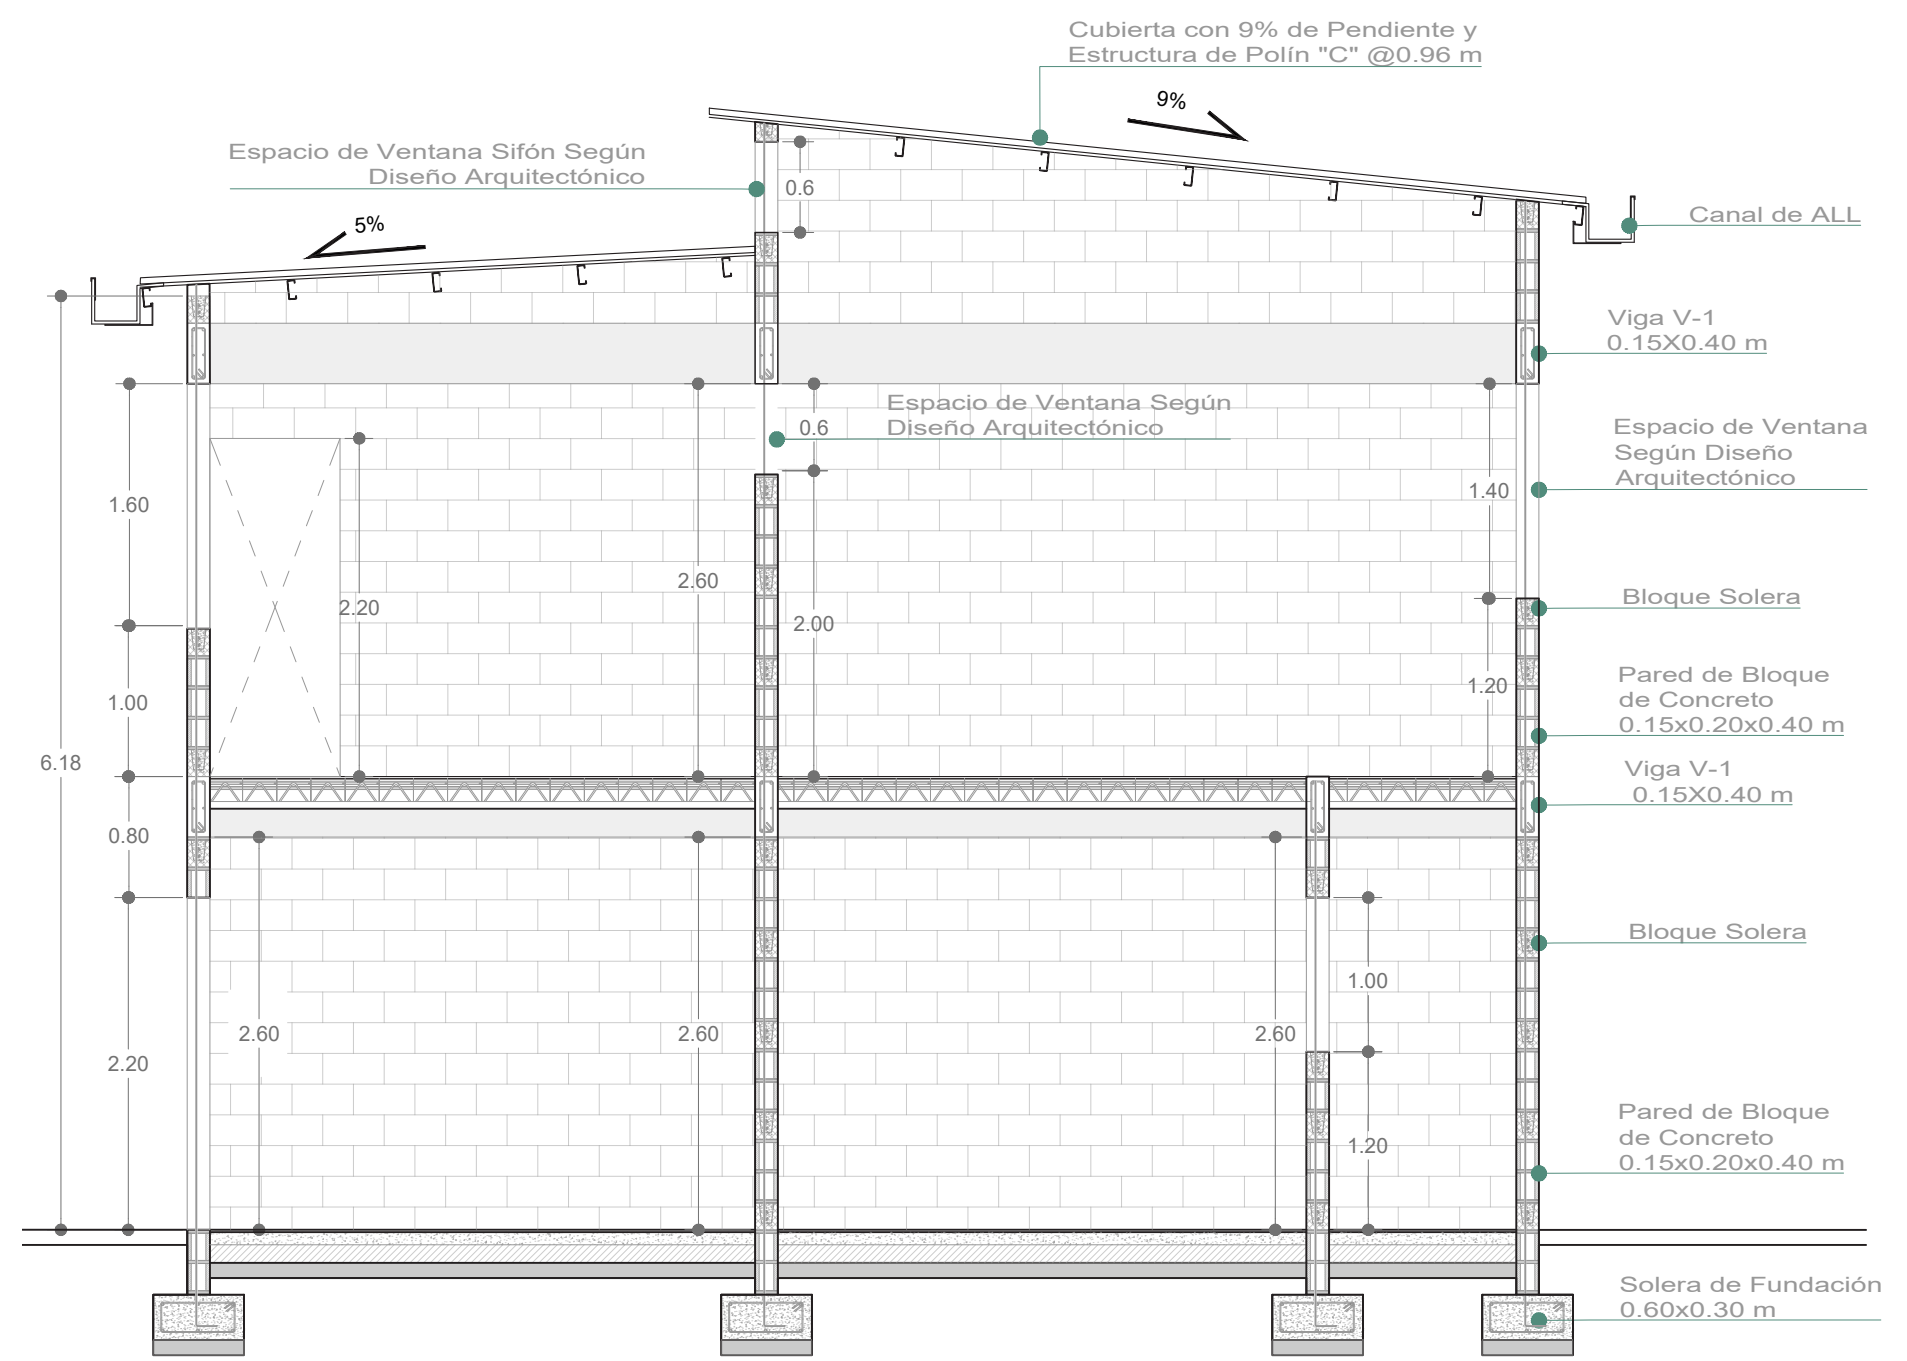 Cubierta con 9% de Pendiente y
Estructura de Polín "C" @0.96 m
9%
Espacio de Ventana Sifón Según
Diseño Arquitectónico
0.6
5%
Canal de ALL
Viga V-1
0.15X0.40 m
Espacio de Ventana Según
Diseño Arquitectónico
0.6
Espacio de Ventana
Según Diseño
Arquitectónico
1.60
1.40
2.60
2.20
2.00
Bloque Solera
1.20
1.00
Pared de Bloque
de Concreto
0.15x0.20x0.40 m
6.18
Viga V-1
0.15X0.40 m
0.80
Bloque Solera
1.00
2.60
2.60
2.60
2.20
1.20
Pared de Bloque
de Concreto
0.15x0.20x0.40 m
Solera de Fundación
0.60x0.30 m